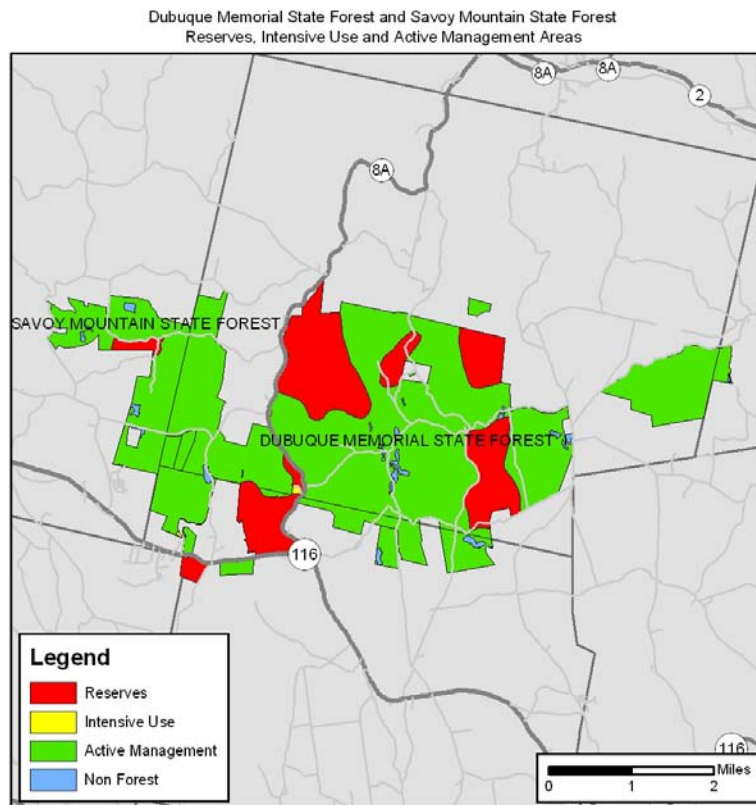 Dubuque Memorial State Forest and Savoy Mountain State Forest
Reserves, Intensive Use and Active Management Areas
8A
8A
2
8A
SAVOY MOUNTAIN STATE FOREST
DUBUQUE MEMORIAL STATE FOREST
116
Legend
Reserves
Intensive Use
Active Management
Non Forest
116
Miles
0 1 2